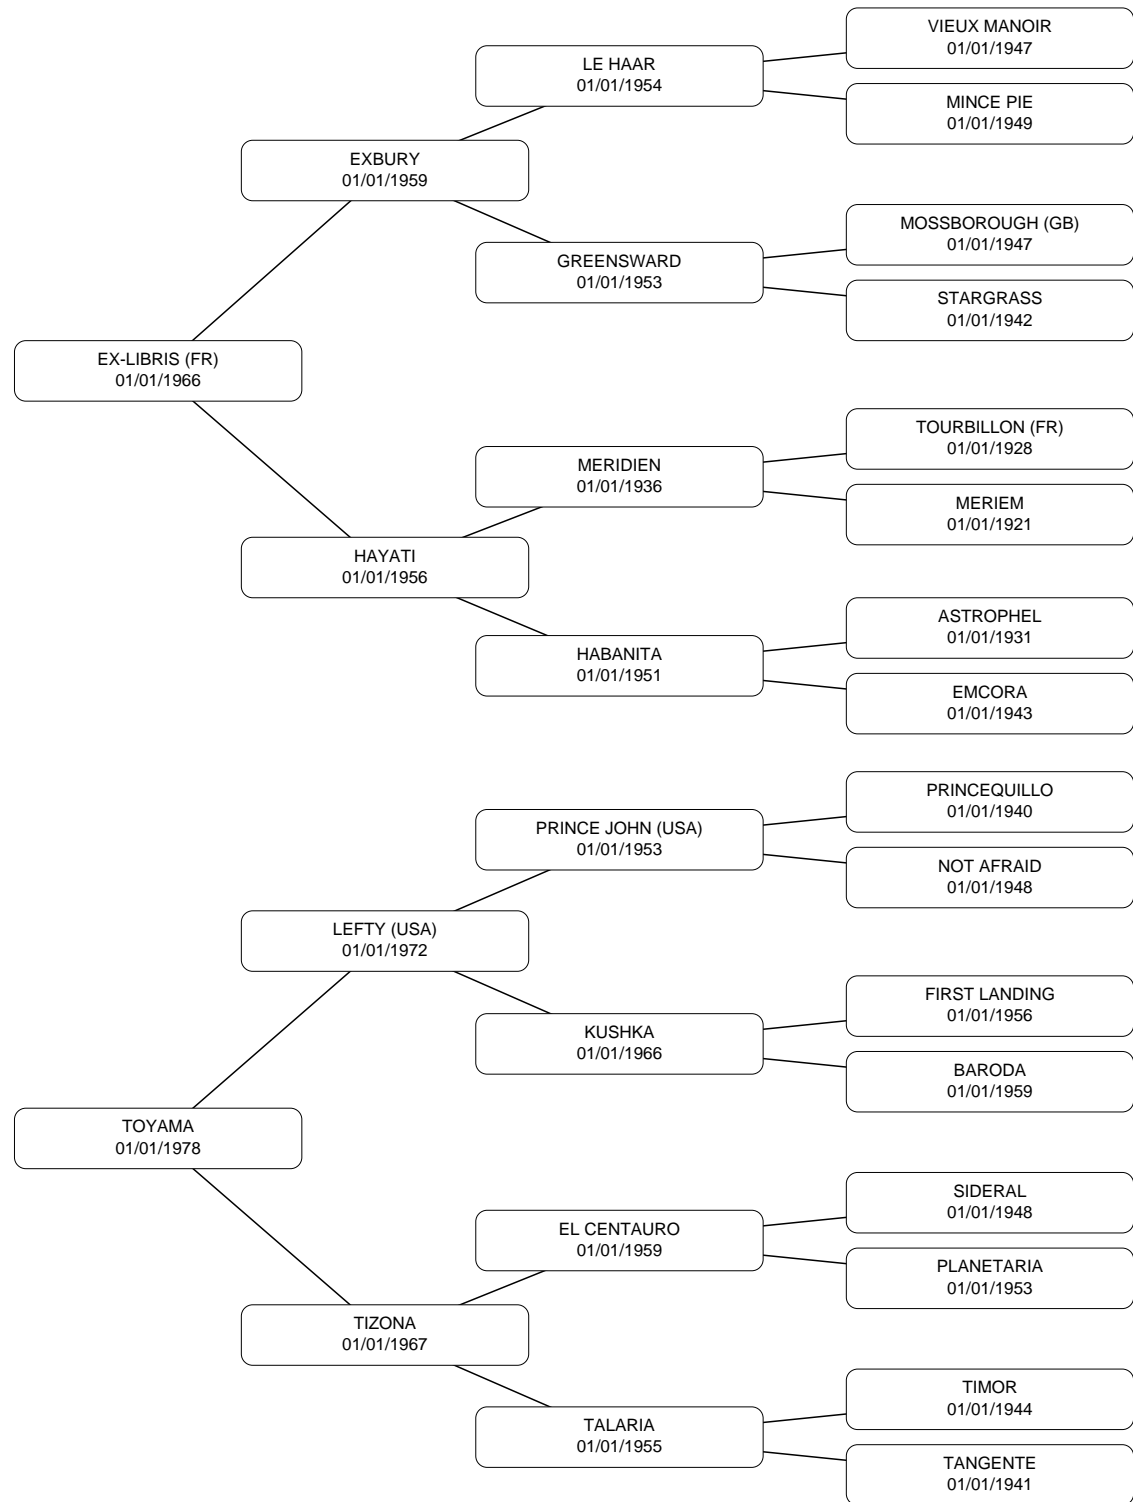 VIEUX MANOIR
01/01/1947
LE HAAR
01/01/1954
MINCE PIE
01/01/1949
EXBURY
01/01/1959
MOSSBOROUGH (GB)
01/01/1947
GREENSWARD
01/01/1953
STARGRASS
01/01/1942
EX-LIBRIS (FR)
01/01/1966
TOURBILLON (FR)
01/01/1928
MERIDIEN
01/01/1936
MERIEM
01/01/1921
HAYATI
01/01/1956
ASTROPHEL
01/01/1931
HABANITA
01/01/1951
EMCORA
01/01/1943
PRINCEQUILLO
01/01/1940
PRINCE JOHN (USA)
01/01/1953
NOT AFRAID
01/01/1948
LEFTY (USA)
01/01/1972
FIRST LANDING
01/01/1956
KUSHKA
01/01/1966
BARODA
01/01/1959
TOYAMA
01/01/1978
SIDERAL
01/01/1948
EL CENTAURO
01/01/1959
PLANETARIA
01/01/1953
TIZONA
01/01/1967
TIMOR
01/01/1944
TALARIA
01/01/1955
TANGENTE
01/01/1941